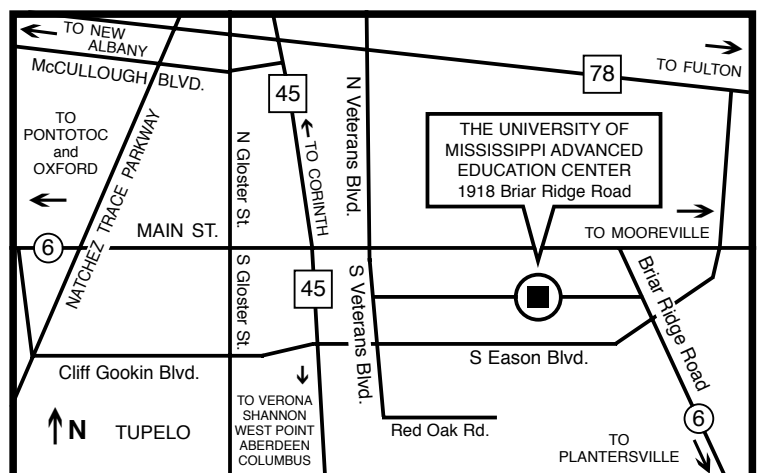 TO NEW
ALBANY
McCULLOUGH BLVD.
TO FULTON
78
45
TO
PONTOTOC
and
OXFORD
NATCHEZ TRACE PARKWAY
N Gloster St.
TO CORINTH
N Veterans Blvd.
THE UNIVERSITY OF
MISSISSIPPI ADVANCED
EDUCATION CENTER
1918 Briar Ridge Road
MAIN ST.
TO MOOREVILLE
6
S Gloster St.
45
S Veterans Blvd.
Briar Ridge Road
Cliff Gookin Blvd.
S Eason Blvd.
N
TUPELO
TO VERONA
SHANNON
WEST POINT
ABERDEEN
COLUMBUS
Red Oak Rd.
6
TO
PLANTERSVILLE